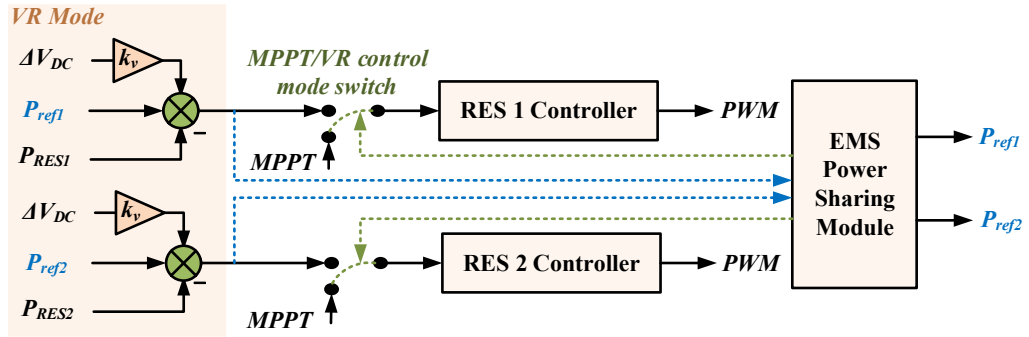 VR Mode
ΔV_DC
k_v
P_ref1
P_RES1
–
MPPT/VR control
mode switch
MPPT
RES 1 Controller
PWM
ΔV_DC
k_v
P_ref2
P_RES2
–
MPPT
RES 2 Controller
PWM
EMS
Power
Sharing
Module
P_ref1
P_ref2